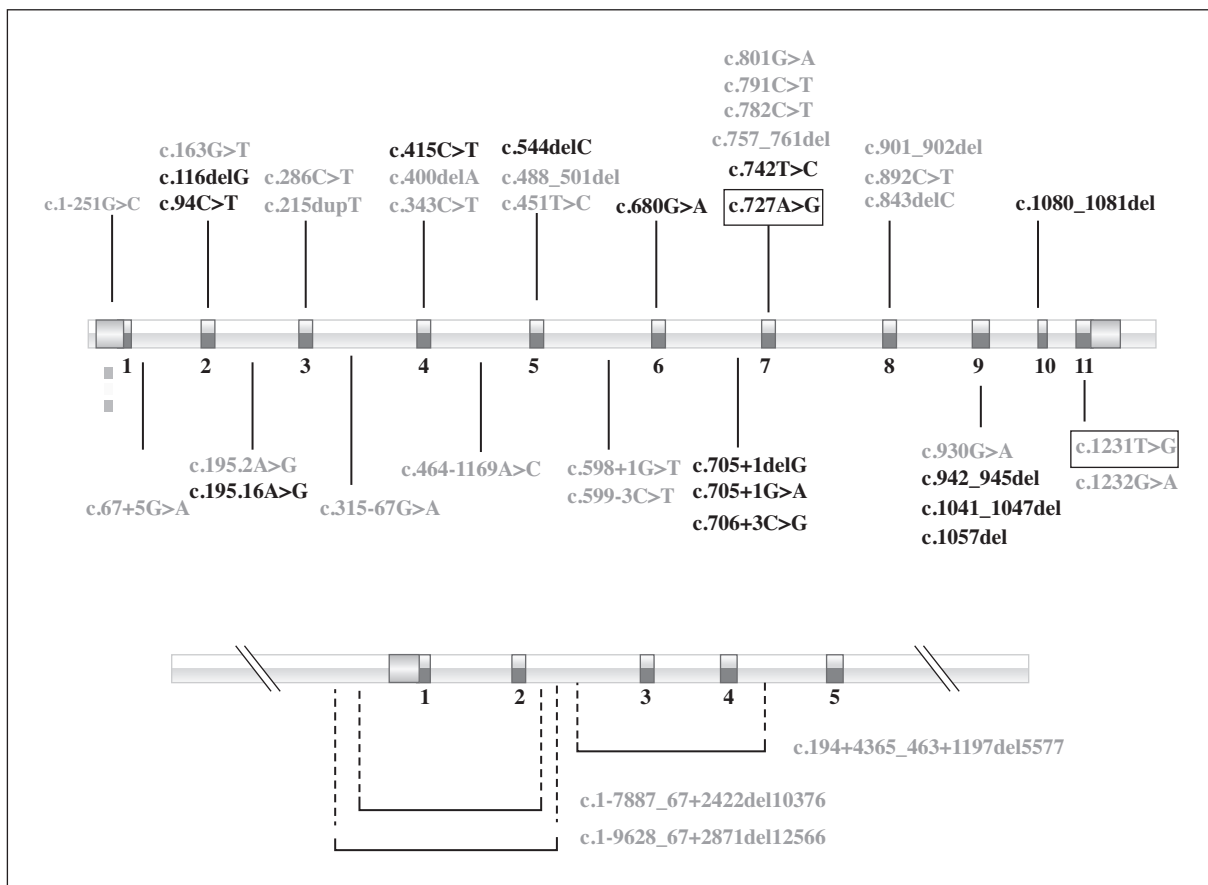 c.801G>A
c.791C>T
c.782C>T
c.757_761del
c.742T>C
c.727A>G
c.163G>T
c.116delG
c.94C>T
c.1-251G>C
c.286C>T
c.215dupT
c.415C>T
c.400delA
c.343C>T
c.544delC
c.488_501del
c.451T>C
c.680G>A
c.901_902del
c.892C>T
c.843delC
c.1080_1081del
1 2 3 4 5 6 7 8 9 10 11
c.67+5G>A
c.195.2A>G
c.195.16A>G
c.315-67G>A
c.464-1169A>C
c.598+1G>T
c.599-3C>T
c.705+1delG
c.705+1G>A
c.706+3C>G
c.930G>A
c.942_945del
c.1041_1047del
c.1057del
c.1231T>G
c.1232G>A
1 2 3 4 5
c.194+4365_463+1197del5577
c.1-7887_67+2422del10376
c.1-9628_67+2871del12566